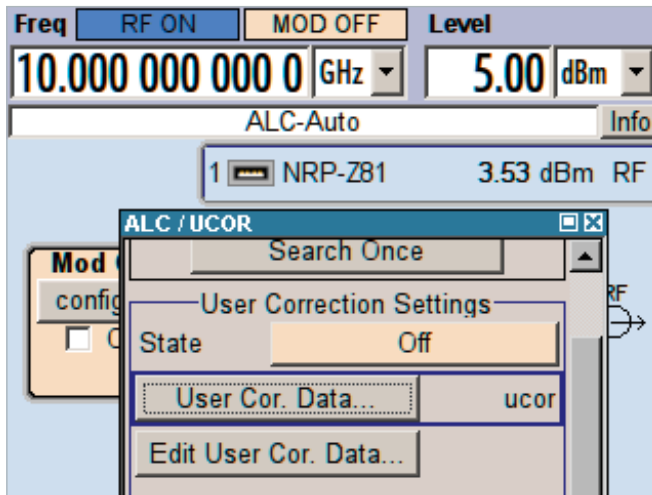 Freq RF ON MOD OFF Level
10.000 000 000 0 GHz 5.00 dBm
ALC-Auto Info
1 NRP-Z81 3.53 dBm RF
ALC / UCOR
Search Once
Mod
config
User Correction Settings
RF
State Off
User Cor. Data... ucor
Edit User Cor. Data...